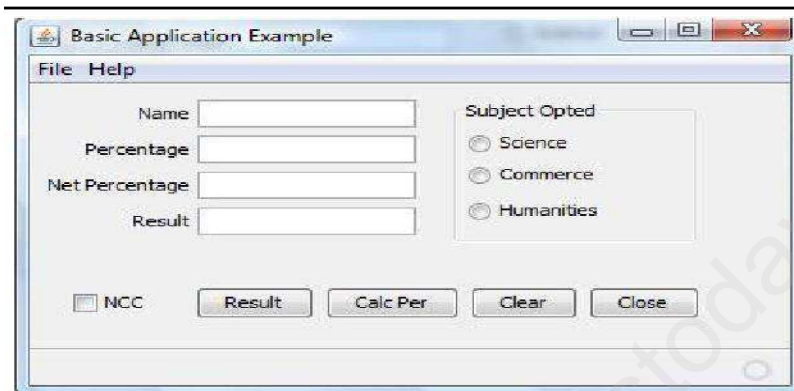 Basic Application Example
File Help
Name
Percentage
Net Percentage
Result
Subject Opted
Science
Commerce
Humanities
NCC
Result
Calc Per
Clear
Close